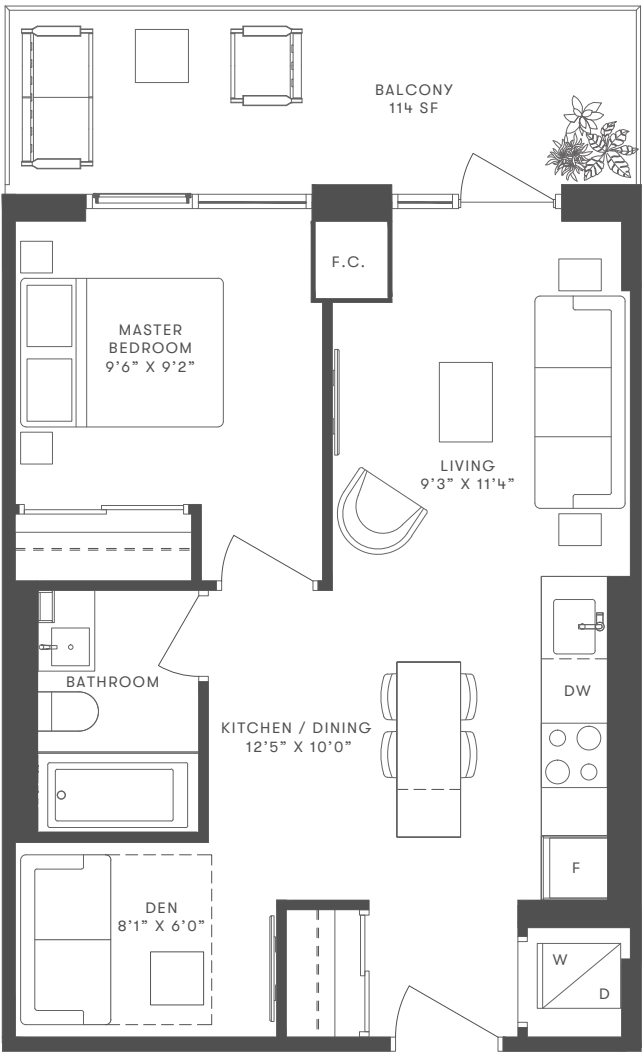 BALCONY
114 SF
F.C.
MASTER
BEDROOM
9'6” X 9'2”
LIVING
9'3” X 11'4”
DW
BATHROOM
KITCHEN / DINING
12'5” X 10'0”
F
DEN
8'1” X 6'0”
W
D